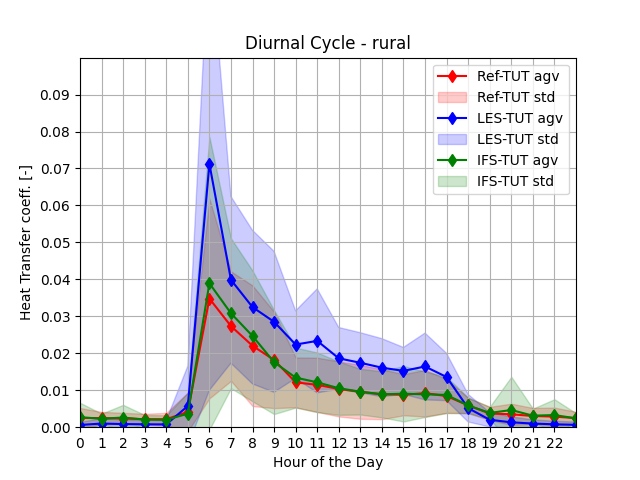 Diurnal Cycle - rural
Heat Transfer coeff. [-]
0.09
0.08
0.07
0.06
0.05
0.04
0.03
0.02
0.01
0.00
Ref-TUT agv
Ref-TUT std
LES-TUT agv
LES-TUT std
IFS-TUT agv
IFS-TUT std
0 1 2 3 4 5 6 7 8 9 10 11 12 13 14 15 16 17 18 19 20 21 22
Hour of the Day